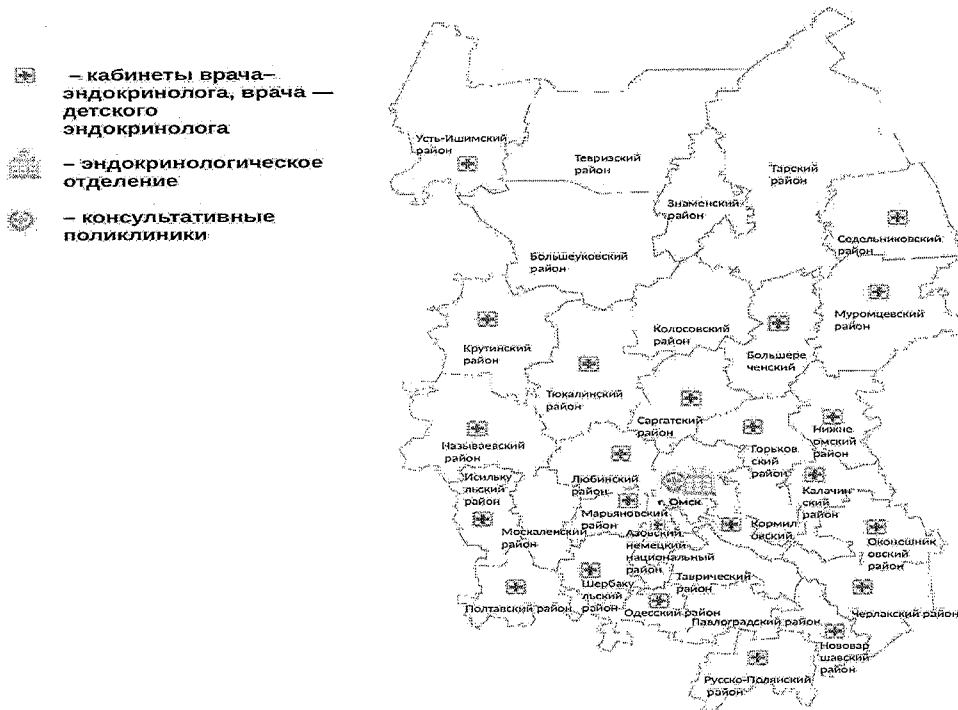 – кабинеты врача–
эндокринолога, врача —
детского
эндокринолога
– эндокринологическое
отделение
– консультативные
поликлиники
Усть-Ишимский
район
Тевризский
район
Тарский
район
Знаменский
район
Седельниковский
район
Большеуковский
район
Муромцевский
район
Колосовский
район
Крутинский
район
Большере
ченский
Тюкалинский
район
Саргатский
район
Нижне
омский
район
Называевский
район
Горьков
ский
район
Исильку
льский
район
Любинский
район
г. Омск
Калачин
ский
район
Марьяновский
район
Москаленский
район
Азовский
немецкий
национальный
район
Кормил
овский
Оконешник
овский
район
Таврический
район
Шербаку
льский
район
Полтавский район
Одесский район
Павлоградский район
Черлакский район
Нововар
шавский
район
Русско-Полянский
район